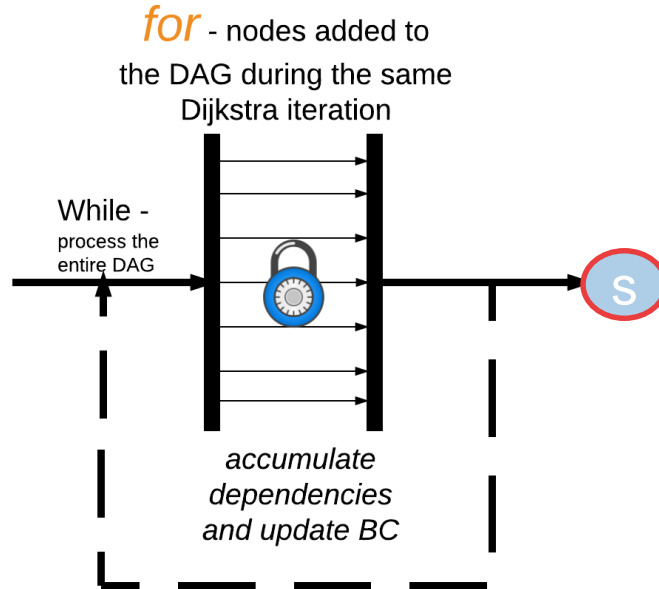 for - nodes added to
the DAG during the same
Dijkstra iteration
While -
process the
entire DAG
s
accumulate
dependencies
and update BC